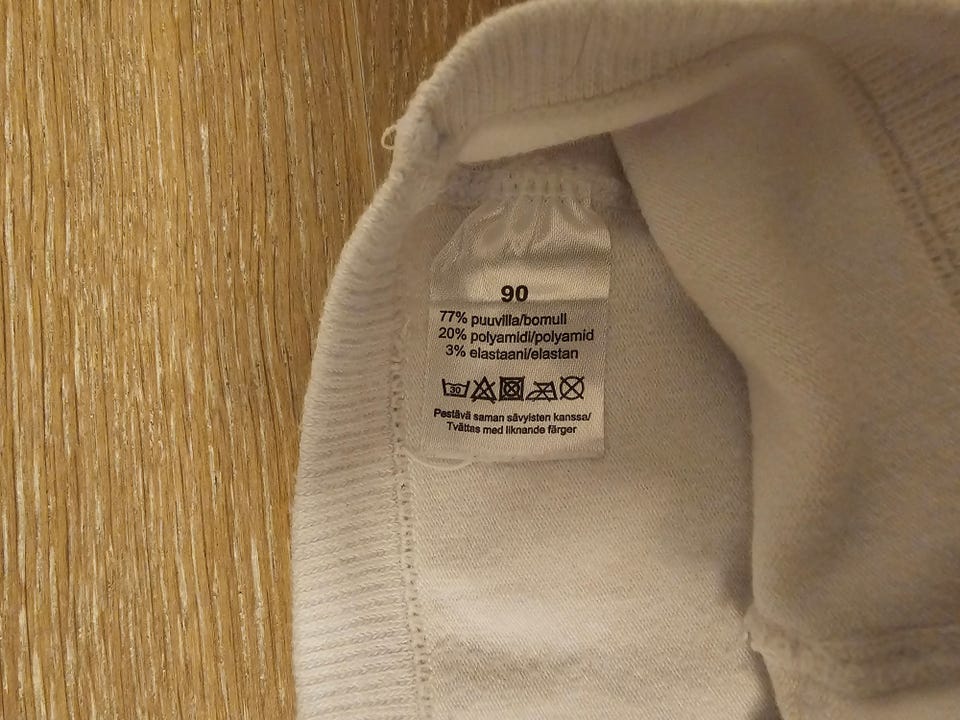 90
77% puuvilla/bomull
20% polyamidi/polyamid
3% elastaani/elastan
30
Pestävä saman sävyisten kanssa/
Tvättas med liknande färger